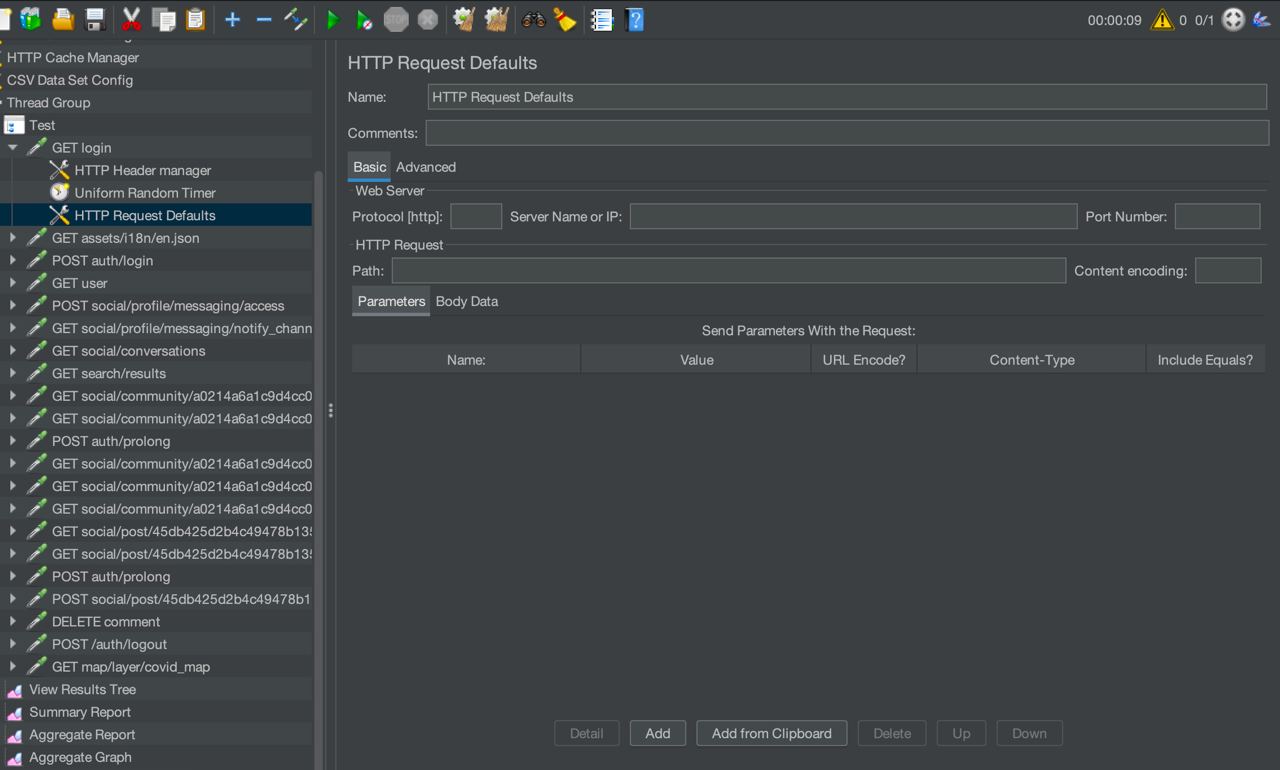 STOP
00:00:09 0 0/1
HTTP Cache Manager
CSV Data Set Config
Thread Group
Test
GET login
HTTP Header manager
Uniform Random Timer
HTTP Request Defaults
GET assets/i18n/en.json
POST auth/login
GET user
POST social/profile/messaging/access
GET social/profile/messaging/notify_chann
GET social/conversations
GET search/results
GET social/community/a0214a6a1c9d4cc0
GET social/community/a0214a6a1c9d4cc0
POST auth/prolong
GET social/community/a0214a6a1c9d4cc0
GET social/community/a0214a6a1c9d4cc0
GET social/community/a0214a6a1c9d4cc0
GET social/post/45db425d2b4c49478b135
GET social/post/45db425d2b4c49478b135
POST auth/prolong
POST social/post/45db425d2b4c49478b1
DELETE comment
POST /auth/logout
GET map/layer/covid_map
View Results Tree
Summary Report
Aggregate Report
Aggregate Graph
HTTP Request Defaults
Name: HTTP Request Defaults
Comments:
Basic Advanced
Web Server
Protocol [http]: Server Name or IP: Port Number:
HTTP Request
Path: Content encoding:
Parameters Body Data
Send Parameters With the Request:
Name: Value URL Encode? Content-Type Include Equals?
Detail Add Add from Clipboard Delete Up Down